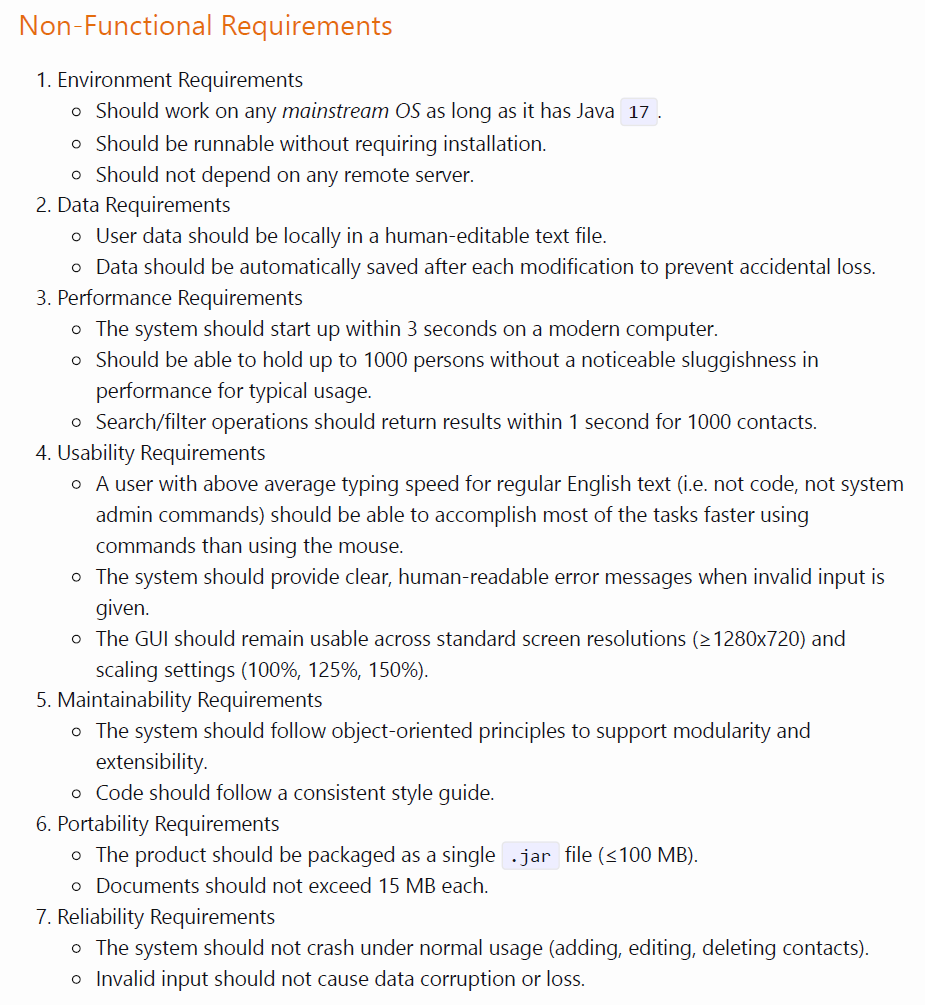 Non-Functional Requirements
1. Environment Requirements
Should work on any mainstream OS as long as it has Java 17.
Should be runnable without requiring installation.
Should not depend on any remote server.
2. Data Requirements
User data should be locally in a human-editable text file.
Data should be automatically saved after each modification to prevent accidental loss.
3. Performance Requirements
The system should start up within 3 seconds on a modern computer.
Should be able to hold up to 1000 persons without a noticeable sluggishness in
performance for typical usage.
Search/filter operations should return results within 1 second for 1000 contacts.
4. Usability Requirements
A user with above average typing speed for regular English text (i.e. not code, not system
admin commands) should be able to accomplish most of the tasks faster using
commands than using the mouse.
The system should provide clear, human-readable error messages when invalid input is
given.
The GUI should remain usable across standard screen resolutions (≥1280x720) and
scaling settings (100%, 125%, 150%).
5. Maintainability Requirements
The system should follow object-oriented principles to support modularity and
extensibility.
Code should follow a consistent style guide.
6. Portability Requirements
The product should be packaged as a single .jar file (≤100 MB).
Documents should not exceed 15 MB each.
7. Reliability Requirements
The system should not crash under normal usage (adding, editing, deleting contacts).
Invalid input should not cause data corruption or loss.